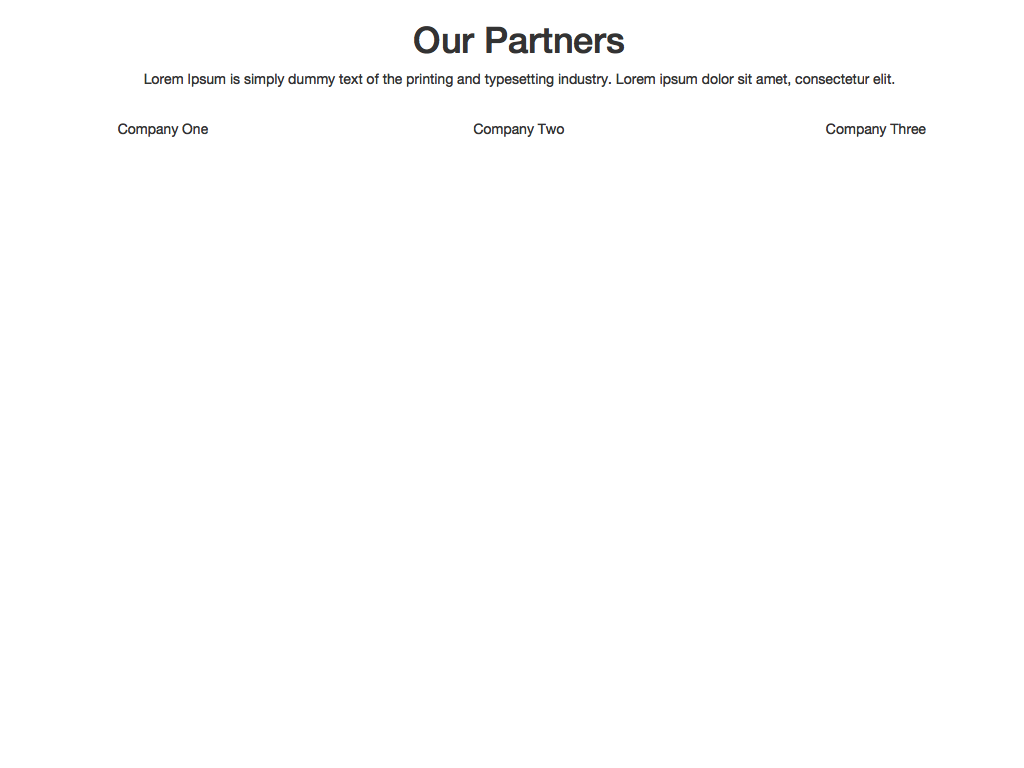 Our Partners
Lorem Ipsum is simply dummy text of the printing and typesetting industry. Lorem ipsum dolor sit amet, consectetur elit.
Company One
Company Two
Company Three